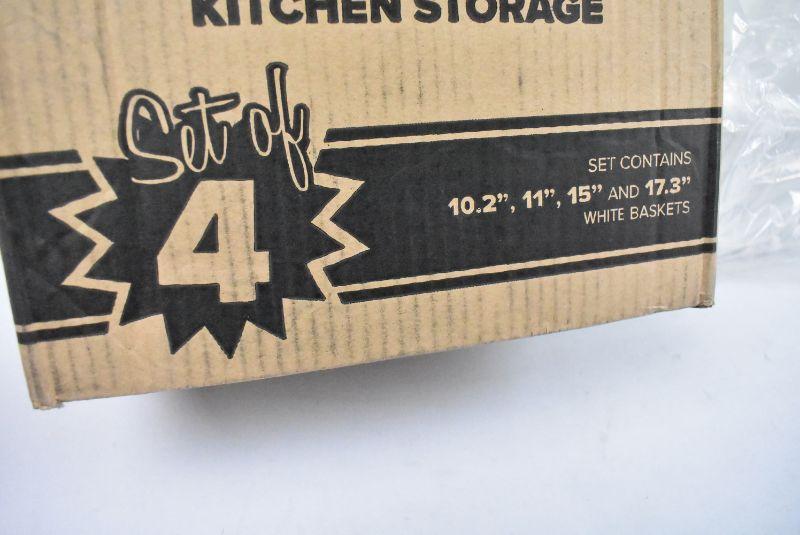 KITCHEN STORAGE
Set of
4
SET CONTAINS
10.2”, 11”, 15” AND 17.3”
WHITE BASKETS